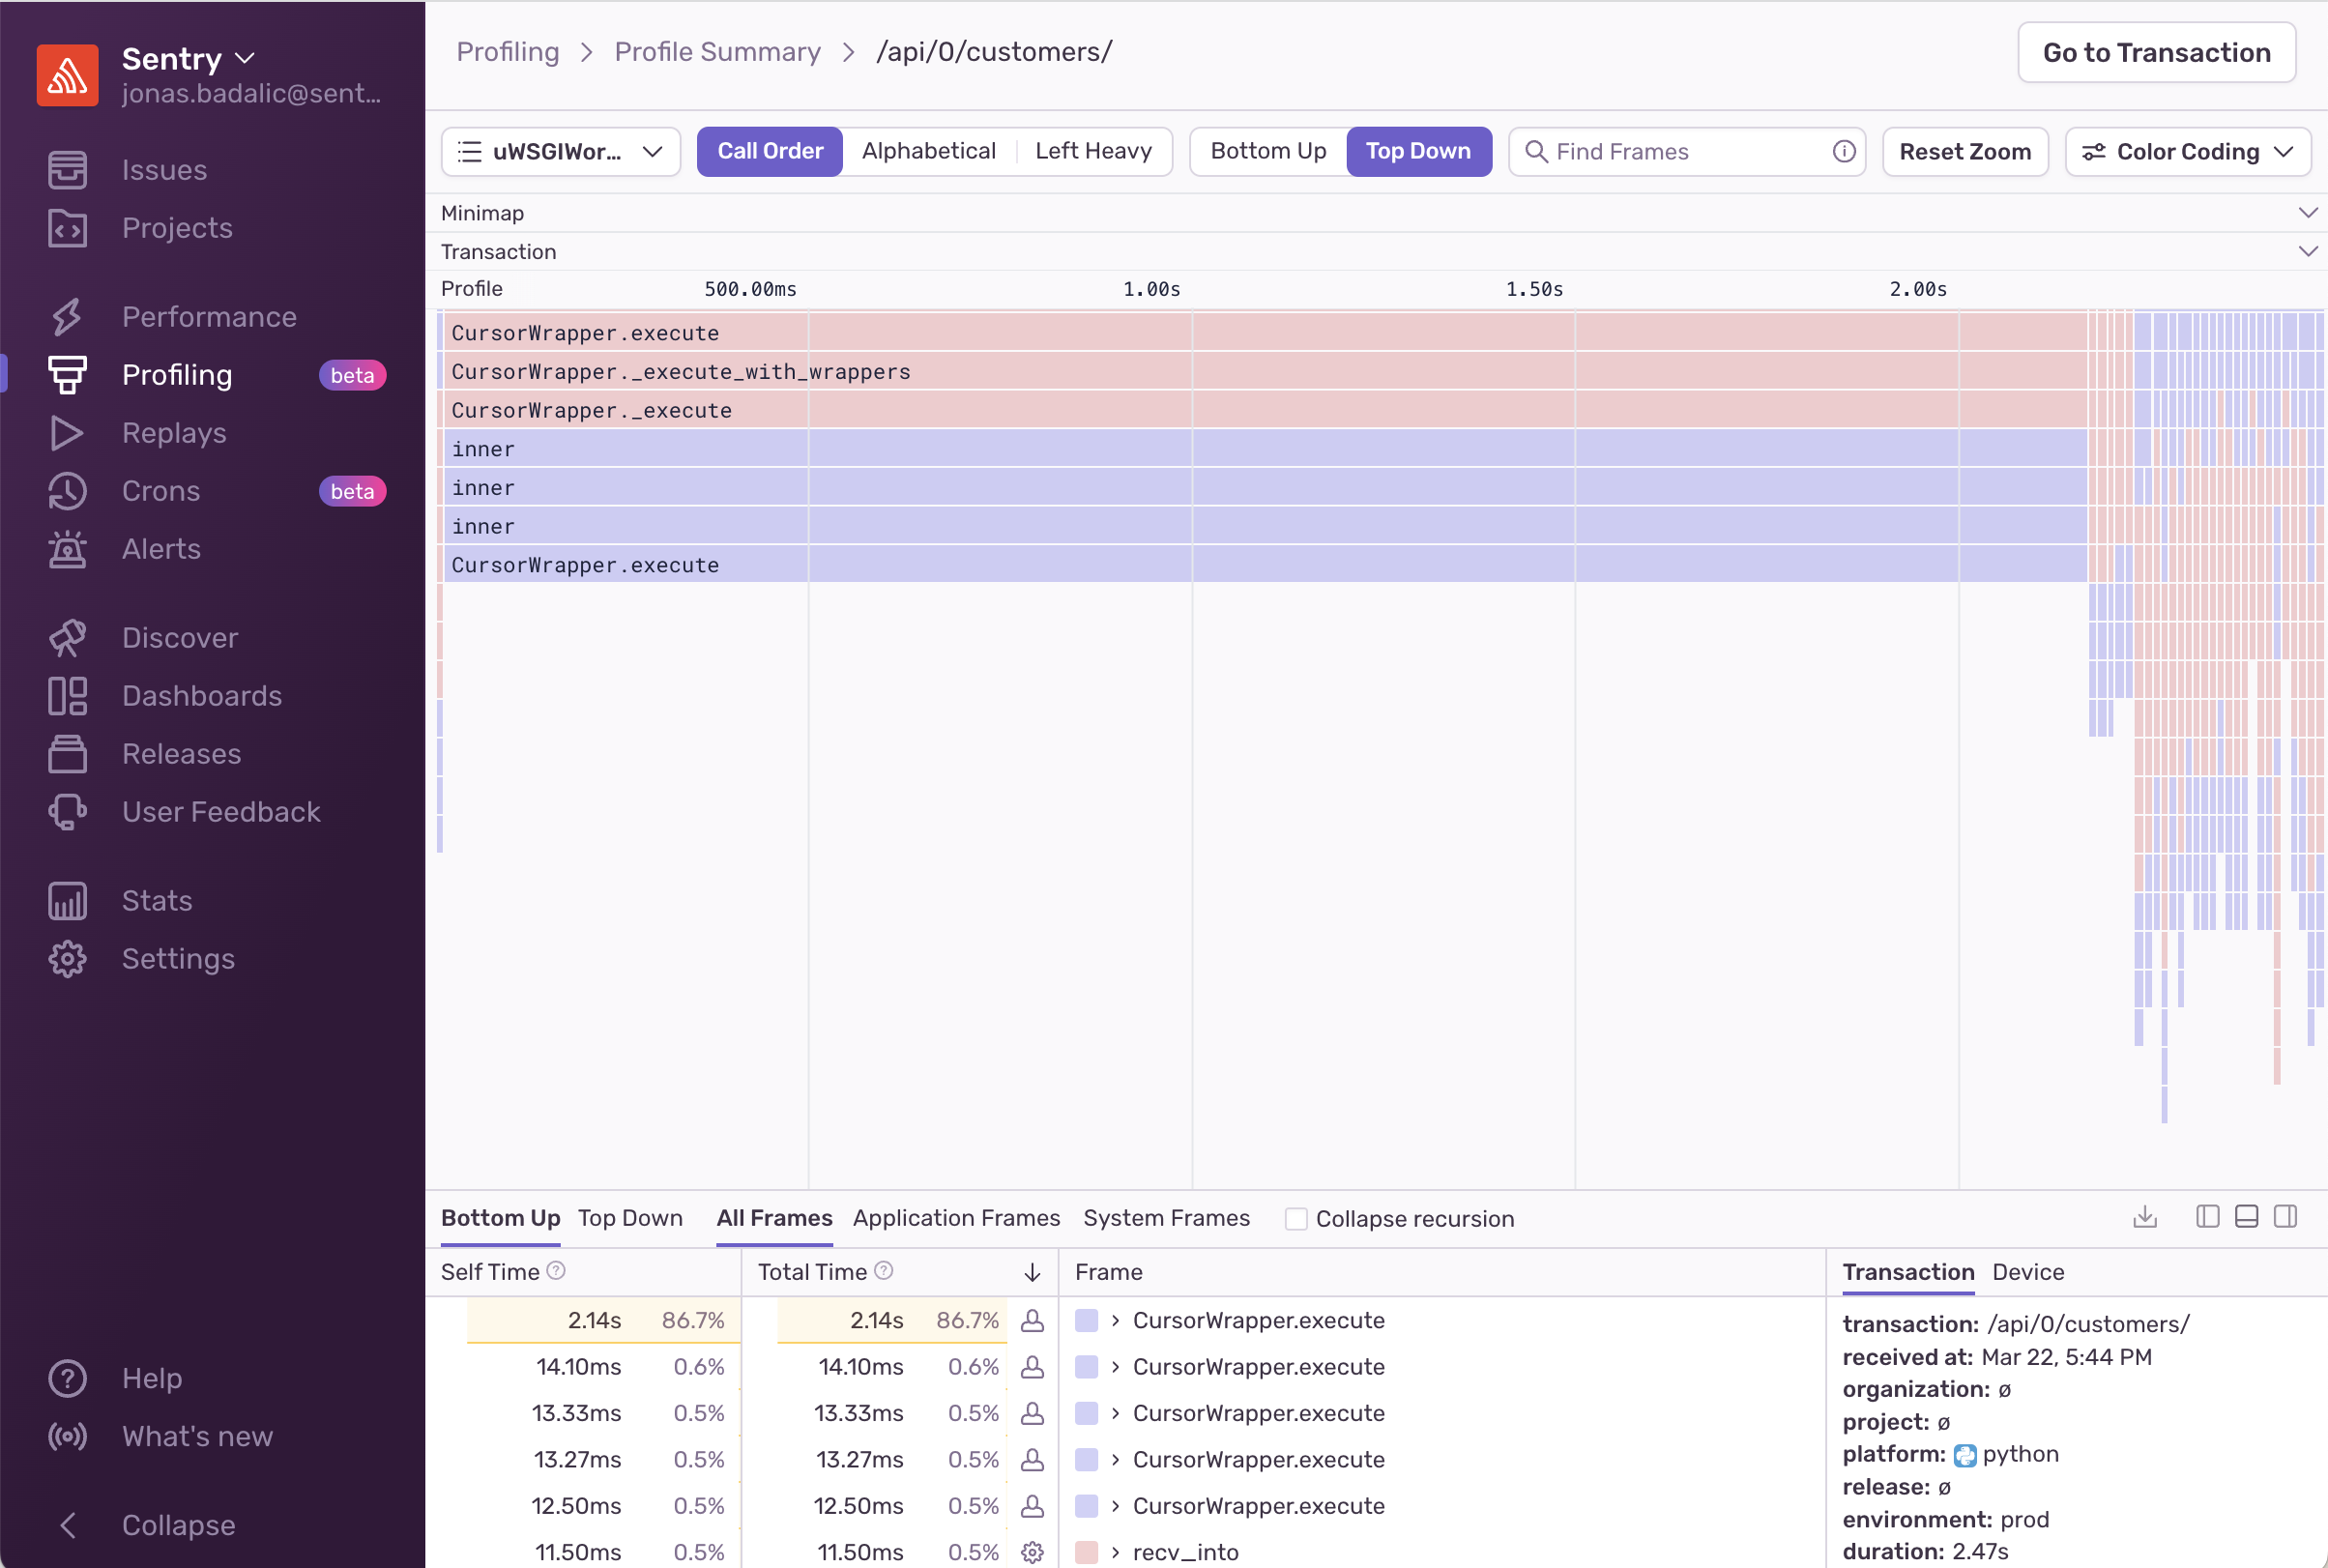 Sentry
jonas.badalic@sent...
Issues
Projects
Performance
Profiling beta
Replays
Crons beta
Alerts
Discover
Dashboards
Releases
User Feedback
Stats
Settings
Help
What's new
Collapse
Profiling > Profile Summary > /api/0/customers/
Go to Transaction
uWSGIWor... Call Order Alphabetical Left Heavy Bottom Up Top Down Find Frames Reset Zoom Color Coding
Minimap
Transaction
Profile 500.00ms 1.00s 1.50s 2.00s
CursorWrapper.execute
CursorWrapper._execute_with_wrappers
CursorWrapper._execute
inner
inner
inner
CursorWrapper.execute
Bottom Up Top Down All Frames Application Frames System Frames Collapse recursion
Self Time Total Time Frame
2.14s 86.7% 2.14s 86.7% CursorWrapper.execute
14.10ms 0.6% 14.10ms 0.6% CursorWrapper.execute
13.33ms 0.5% 13.33ms 0.5% CursorWrapper.execute
13.27ms 0.5% 13.27ms 0.5% CursorWrapper.execute
12.50ms 0.5% 12.50ms 0.5% CursorWrapper.execute
11.50ms 0.5% 11.50ms 0.5% recv_into
Transaction Device
transaction: /api/0/customers/
received at: Mar 22, 5:44 PM
organization: ø
project: ø
platform: python
release: ø
environment: prod
duration: 2.47s